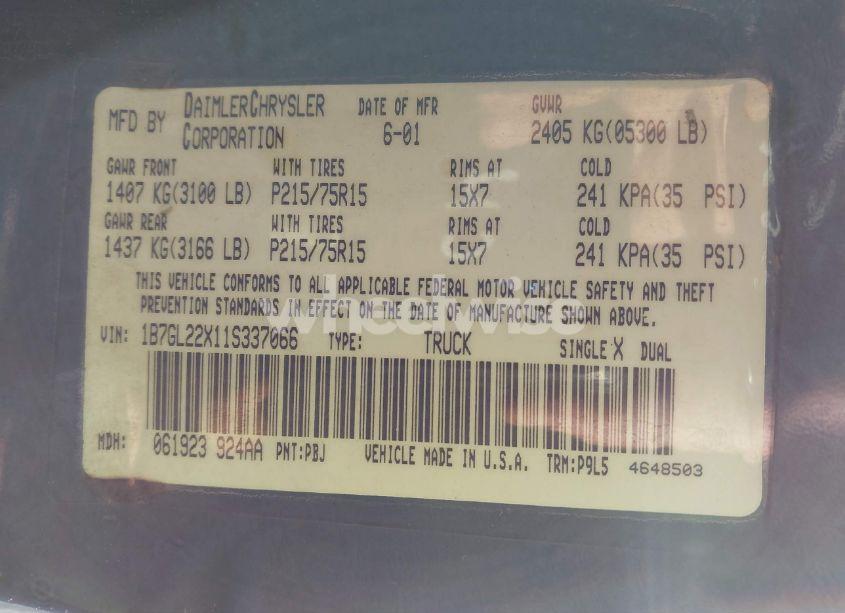 MFD BY DAIMLERCHRYSLER CORPORATION DATE OF MFR 6-01 GVWR 2405 KG(05300 LB)
GAWR FRONT WITH TIRES RIMS AT COLD
1407 KG(3100 LB) P215/75R15 15X7 241 KPA(35 PSI)
GAWR REAR WITH TIRES RIMS AT COLD
1437 KG(3166 LB) P215/75R15 15X7 241 KPA(35 PSI)
THIS VEHICLE CONFORMS TO ALL APPLICABLE FEDERAL MOTOR VEHICLE SAFETY AND THEFT
PREVENTION STANDARDS IN EFFECT ON THE DATE OF MANUFACTURE SHOWN ABOVE.
wheelwise
VIN: 1B7GL22X11S337066 TYPE: TRUCK SINGLE X DUAL
MDH: 061923 924AA PNT:PBJ VEHICLE MADE IN U.S.A. TRM:P9L5 4648503